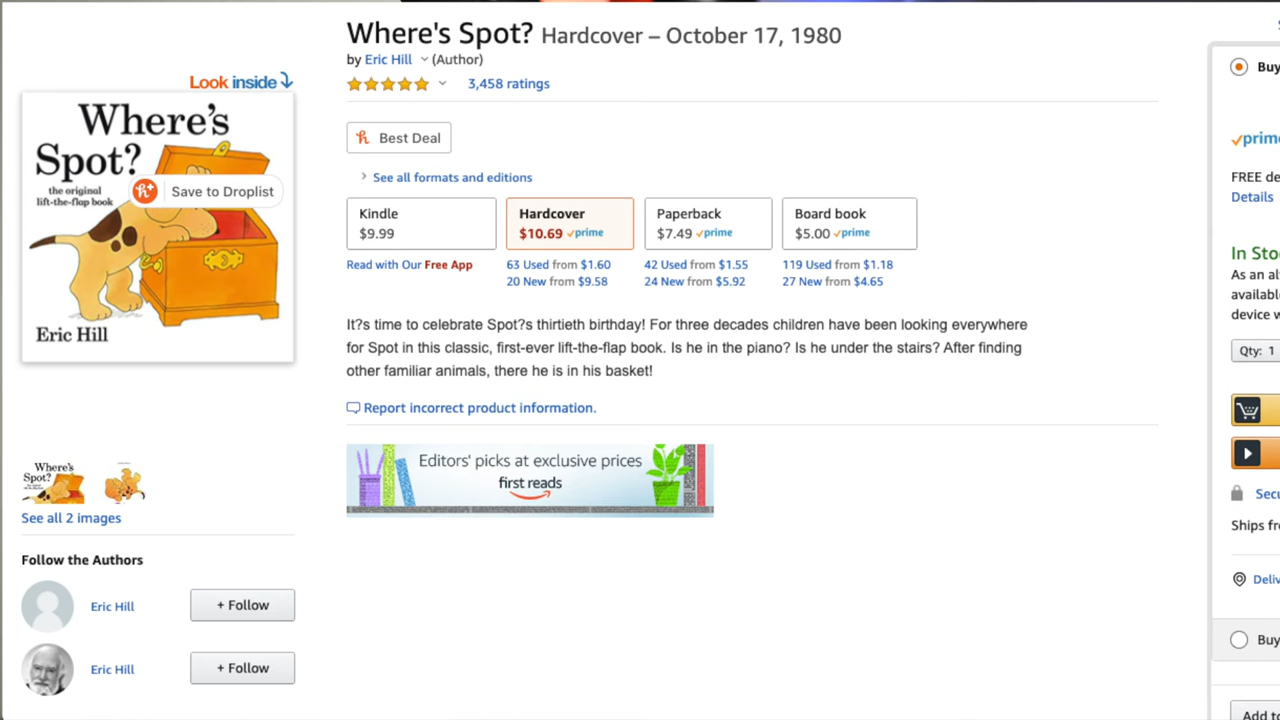 Where's Spot? Hardcover – October 17, 1980
by Eric Hill (Author)
3,458 ratings
Look inside
Where's
Spot?
the original
lift-the-flap book
Save to Droplist
Eric Hill
Best Deal
See all formats and editions
Kindle
$9.99
Read with Our Free App
Hardcover
$10.69 prime
63 Used from $1.60
20 New from $9.58
Paperback
$7.49 prime
42 Used from $1.55
24 New from $5.92
Board book
$5.00 prime
119 Used from $1.18
27 New from $4.65
It?s time to celebrate Spot?s thirtieth birthday! For three decades children have been looking everywhere
for Spot in this classic, first-ever lift-the-flap book. Is he in the piano? Is he under the stairs? After finding
other familiar animals, there he is in his basket!
Report incorrect product information.
Editors' picks at exclusive prices
first reads
Where's
Spot?
See all 2 images
Follow the Authors
Eric Hill
+ Follow
Eric Hill
+ Follow
Buy
prime
FREE de
Details
In Sto
As an al
available
device w
Qty: 1
Secu
Ships fr
Deliv
Buy
Add to